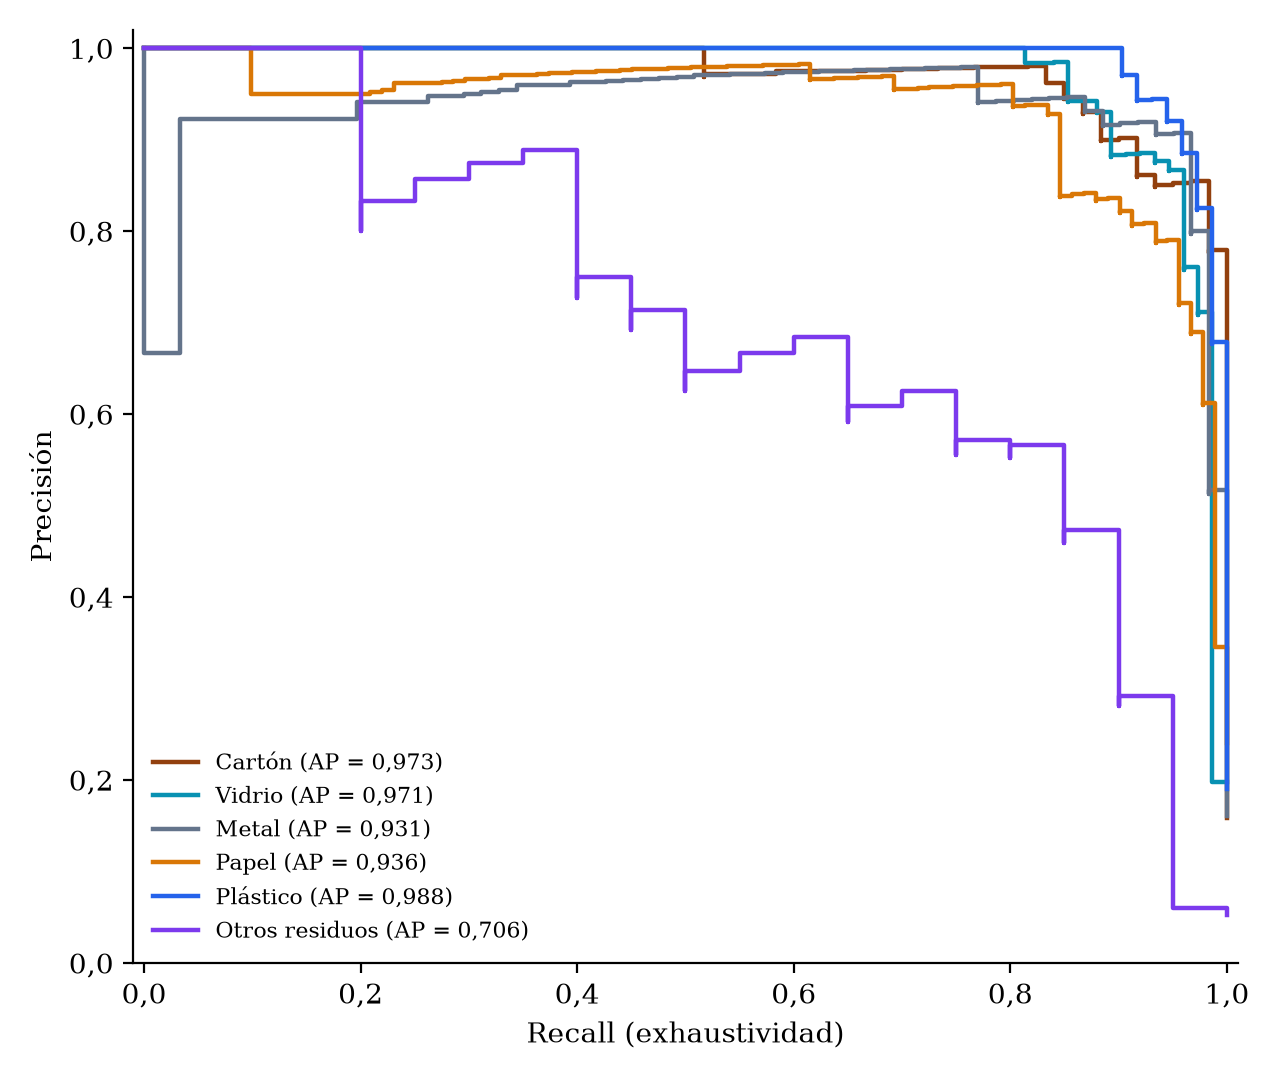 1,0
0,8
0,6
0,4
0,2
0,0
Precisión
Cartón (AP = 0,973)
Vidrio (AP = 0,971)
Metal (AP = 0,931)
Papel (AP = 0,936)
Plástico (AP = 0,988)
Otros residuos (AP = 0,706)
0,0 0,2 0,4 0,6 0,8 1,0
Recall (exhaustividad)